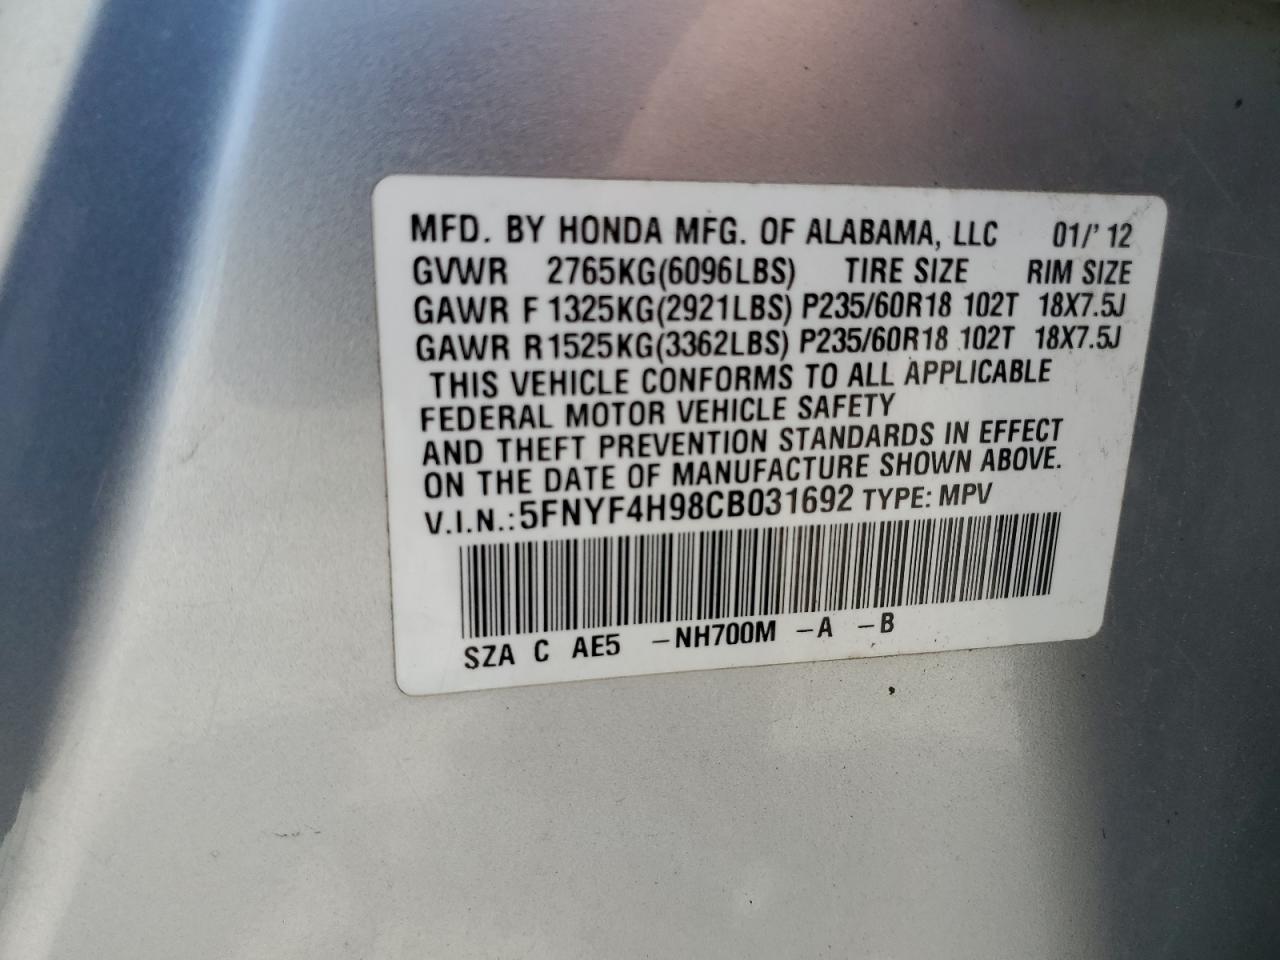 MFD. BY HONDA MFG. OF ALABAMA, LLC 01/' 12
GVWR 2765KG(6096LBS) TIRE SIZE RIM SIZE
GAWR F 1325KG(2921LBS) P235/60R18 102T 18X7.5J
GAWR R 1525KG(3362LBS) P235/60R18 102T 18X7.5J
THIS VEHICLE CONFORMS TO ALL APPLICABLE
FEDERAL MOTOR VEHICLE SAFETY
AND THEFT PREVENTION STANDARDS IN EFFECT
ON THE DATE OF MANUFACTURE SHOWN ABOVE.
V.I.N.: 5FNYF4H98CB031692 TYPE: MPV
SZA C AE5 -NH700M -A -B